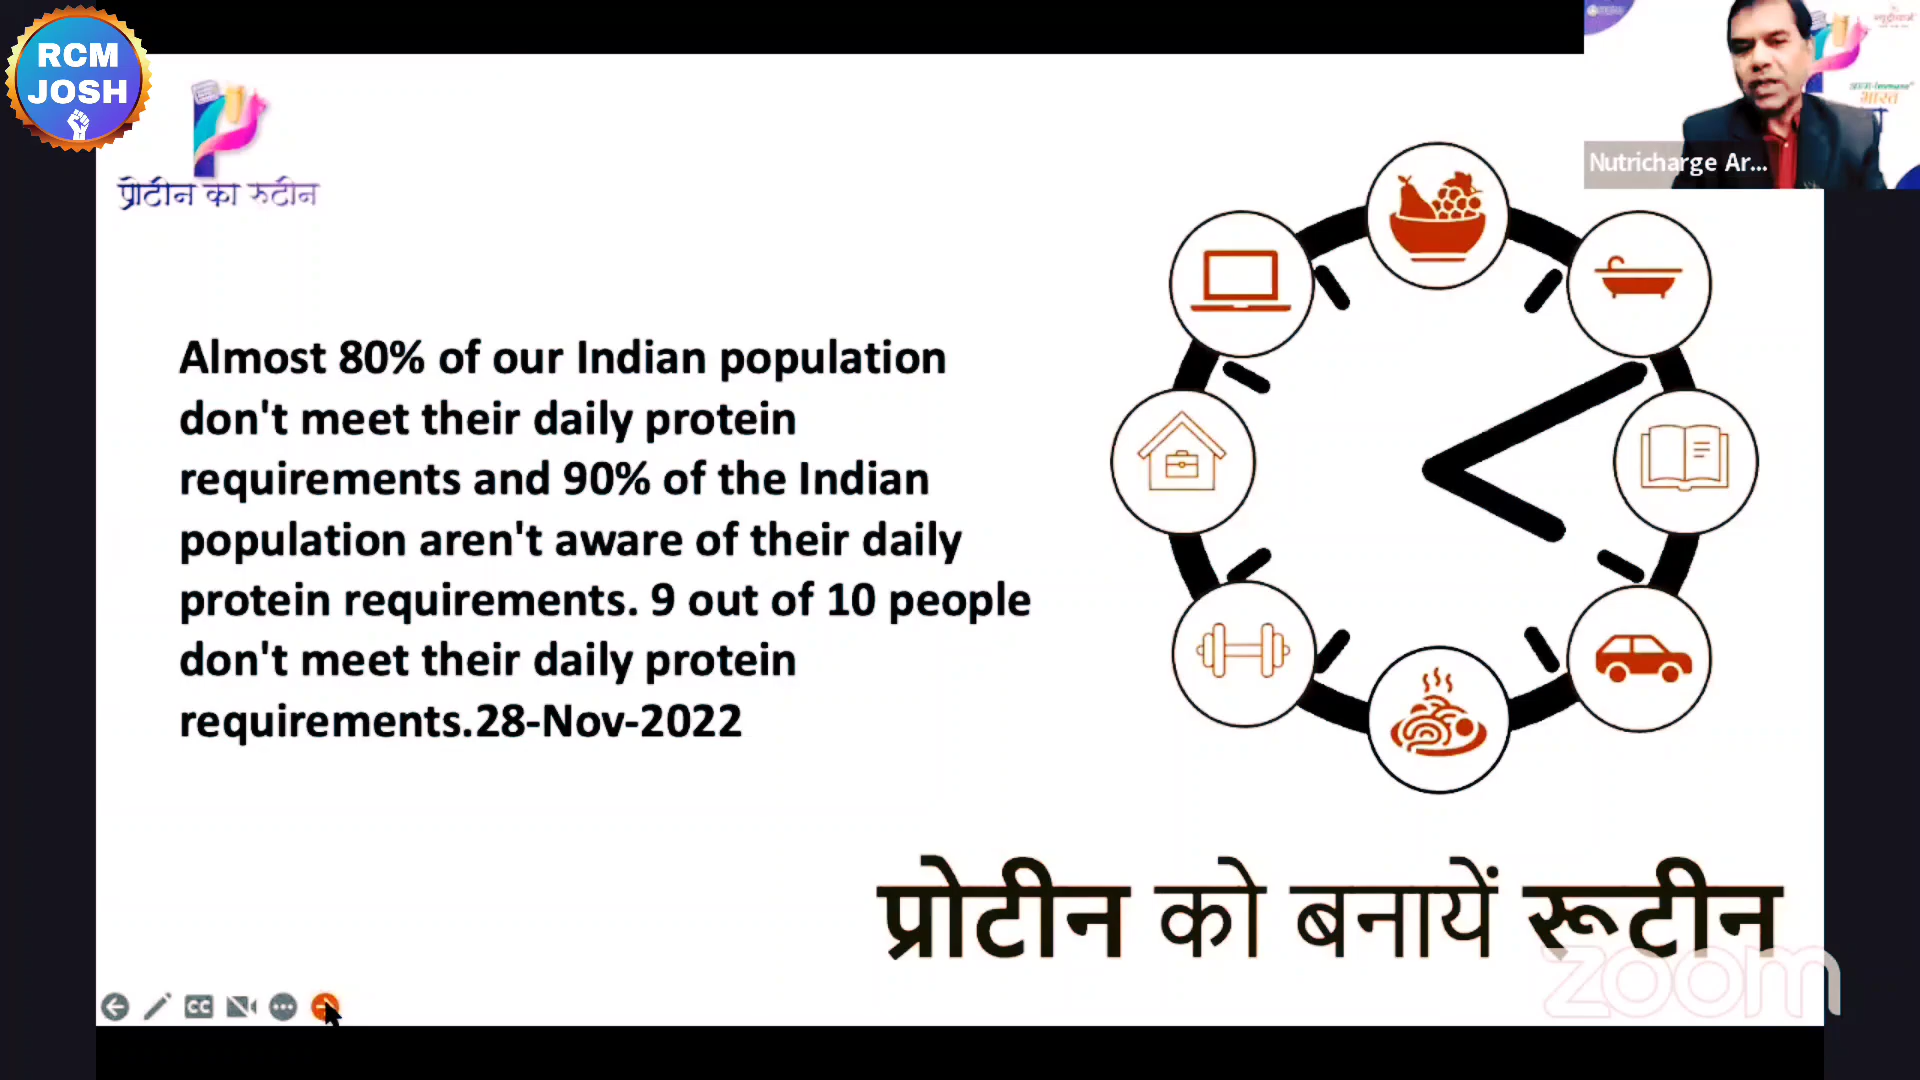 RCM
JOSH
प्रोटीन का रुटीन
Nutricharge Ar...
भारत
Almost 80% of our Indian population
don't meet their daily protein
requirements and 90% of the Indian
population aren't aware of their daily
protein requirements. 9 out of 10 people
don't meet their daily protein
requirements.28-Nov-2022
प्रोटीन को बनायें रूटीन
zoom
CC